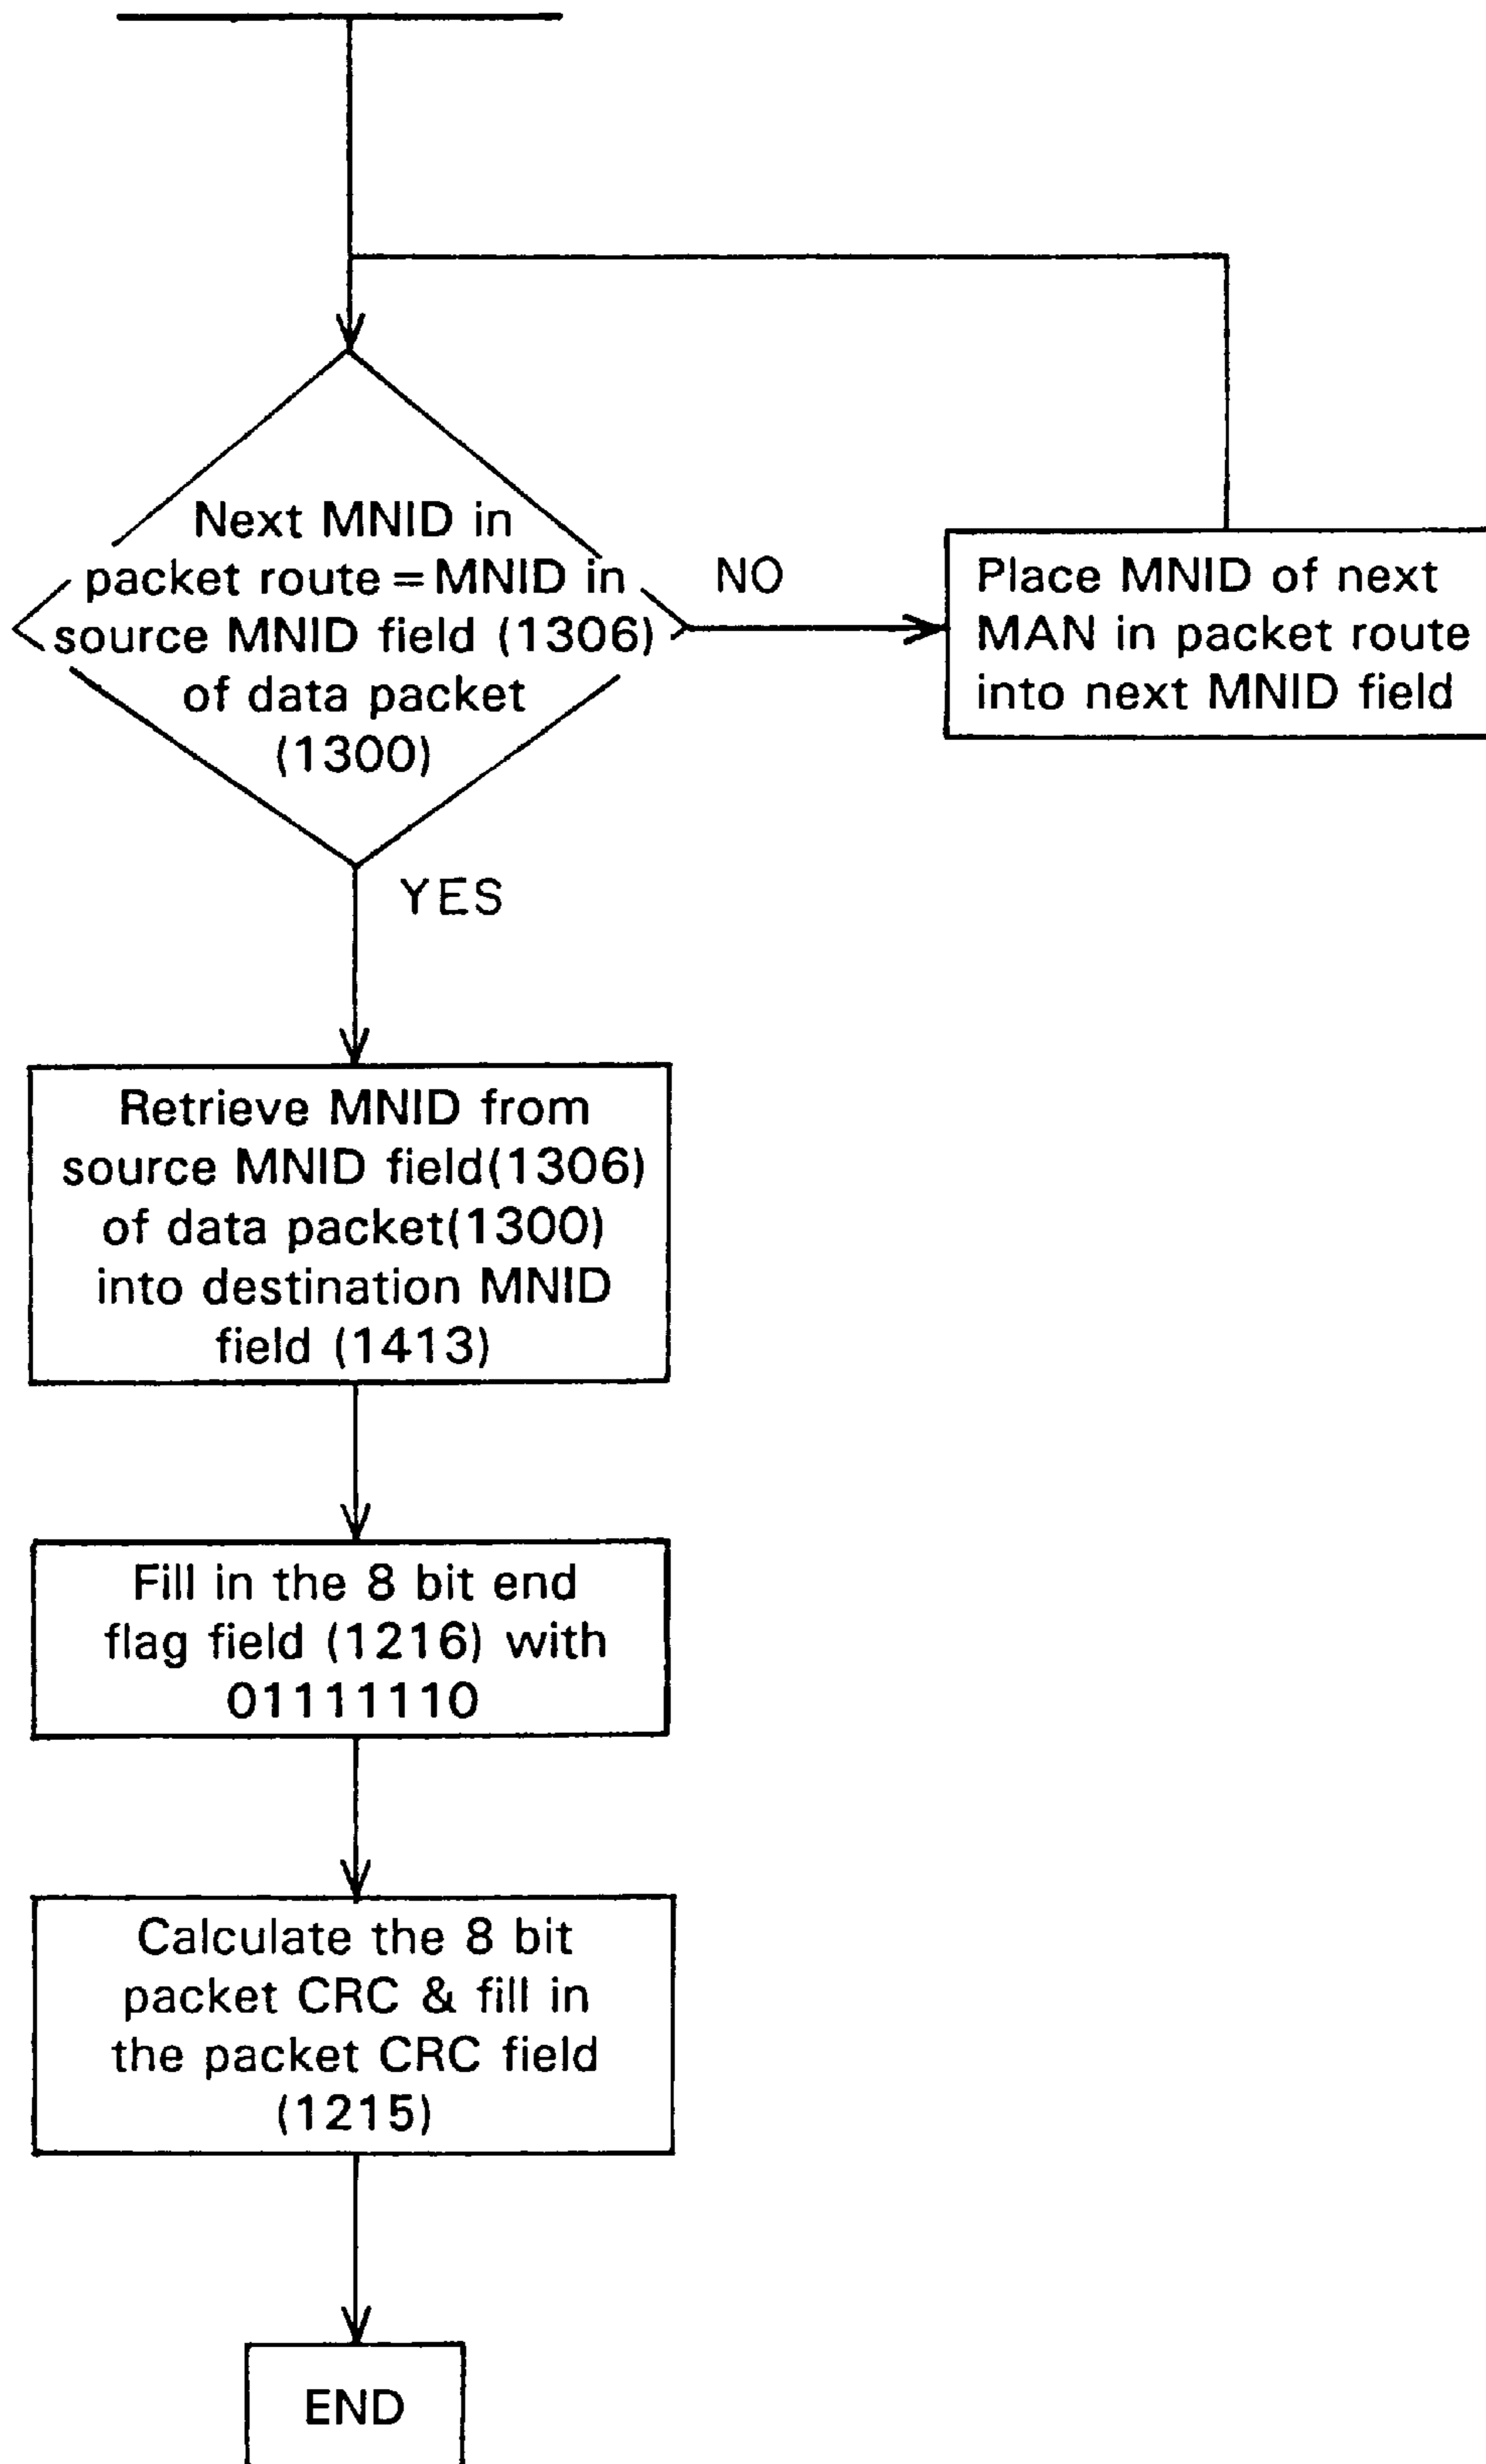 Next MNID in
packet route = MNID in
source MNID field (1306)
of data packet
(1300)
NO
Place MNID of next
MAN in packet route
into next MNID field
YES
Retrieve MNID from
source MNID field(1306)
of data packet(1300)
into destination MNID
field (1413)
Fill in the 8 bit end
flag field (1216) with
01111110
Calculate the 8 bit
packet CRC & fill in
the packet CRC field
(1215)
END